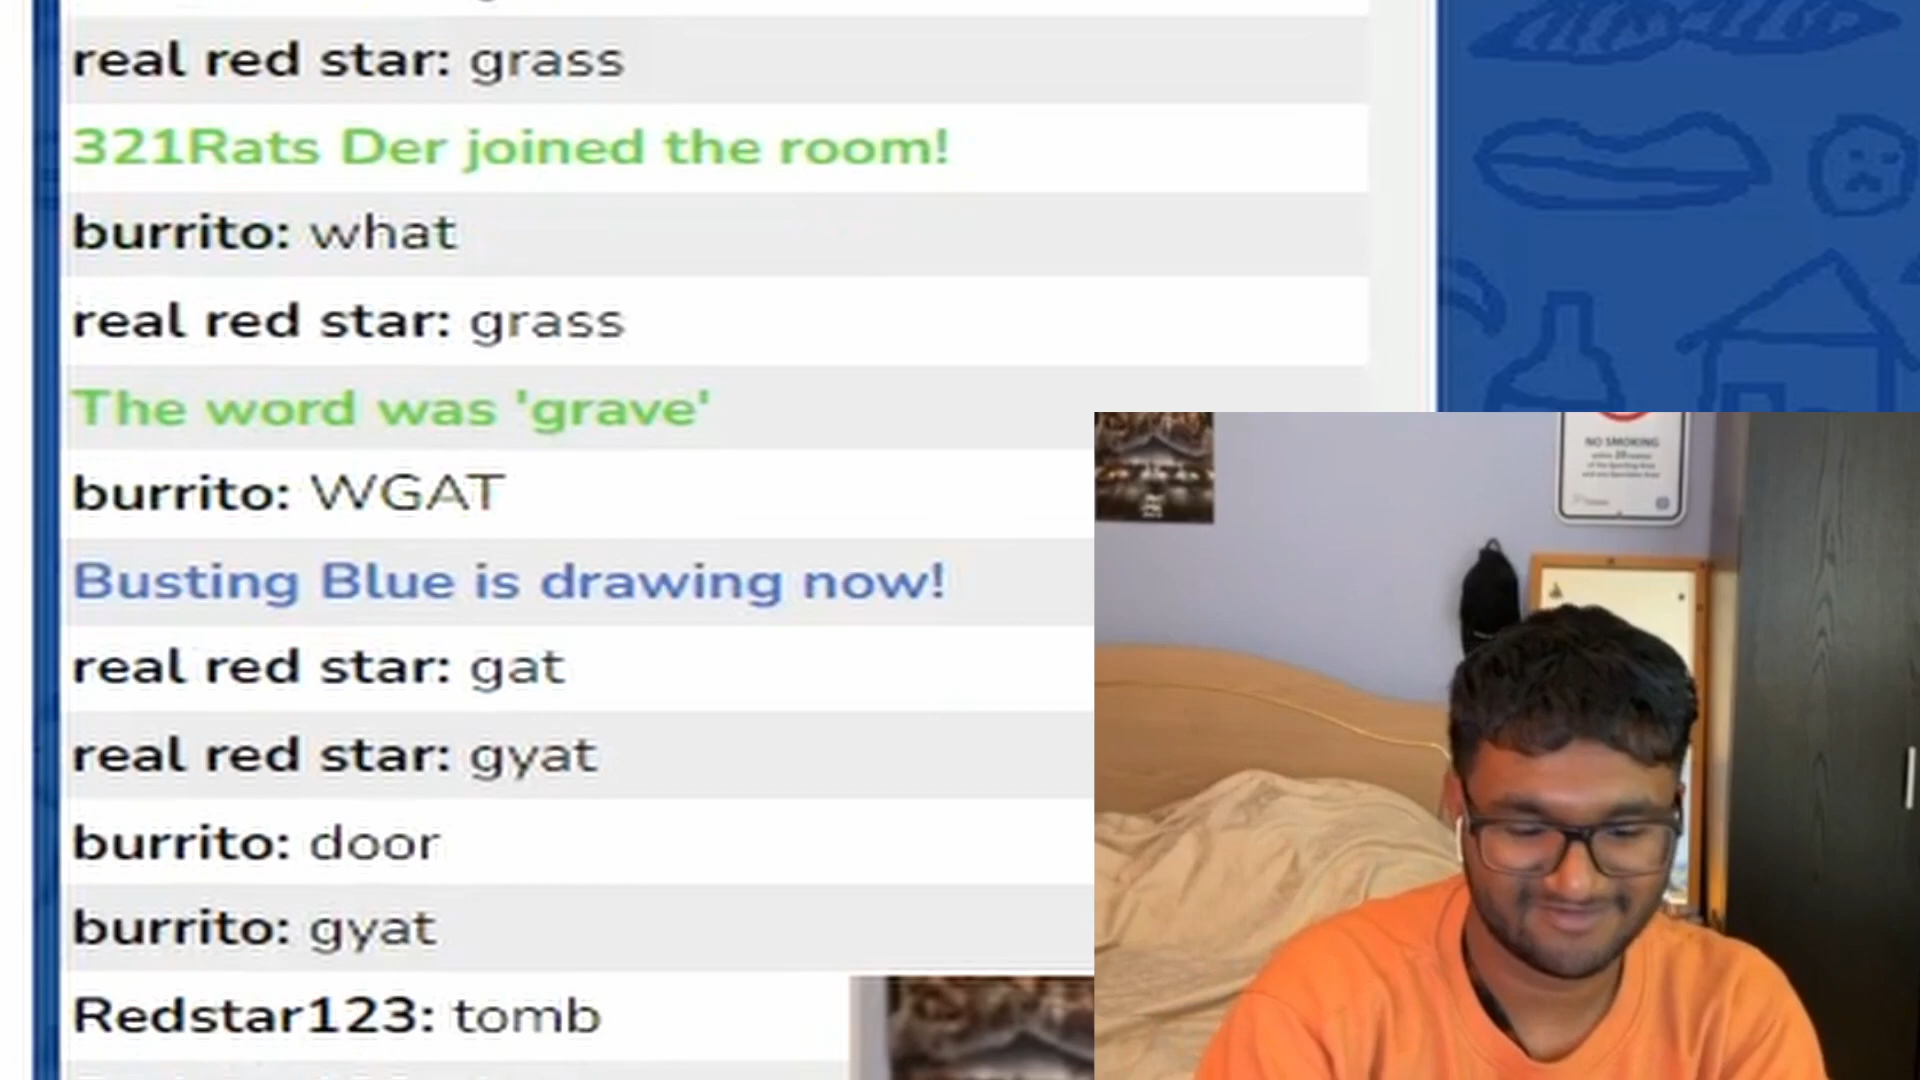 real red star: grass
321Rats Der joined the room!
burrito: what
real red star: grass
The word was 'grave'
burrito: WGAT
Busting Blue is drawing now!
real red star: gat
real red star: gyat
burrito: door
burrito: gyat
Redstar123: tomb
NO SMOKING